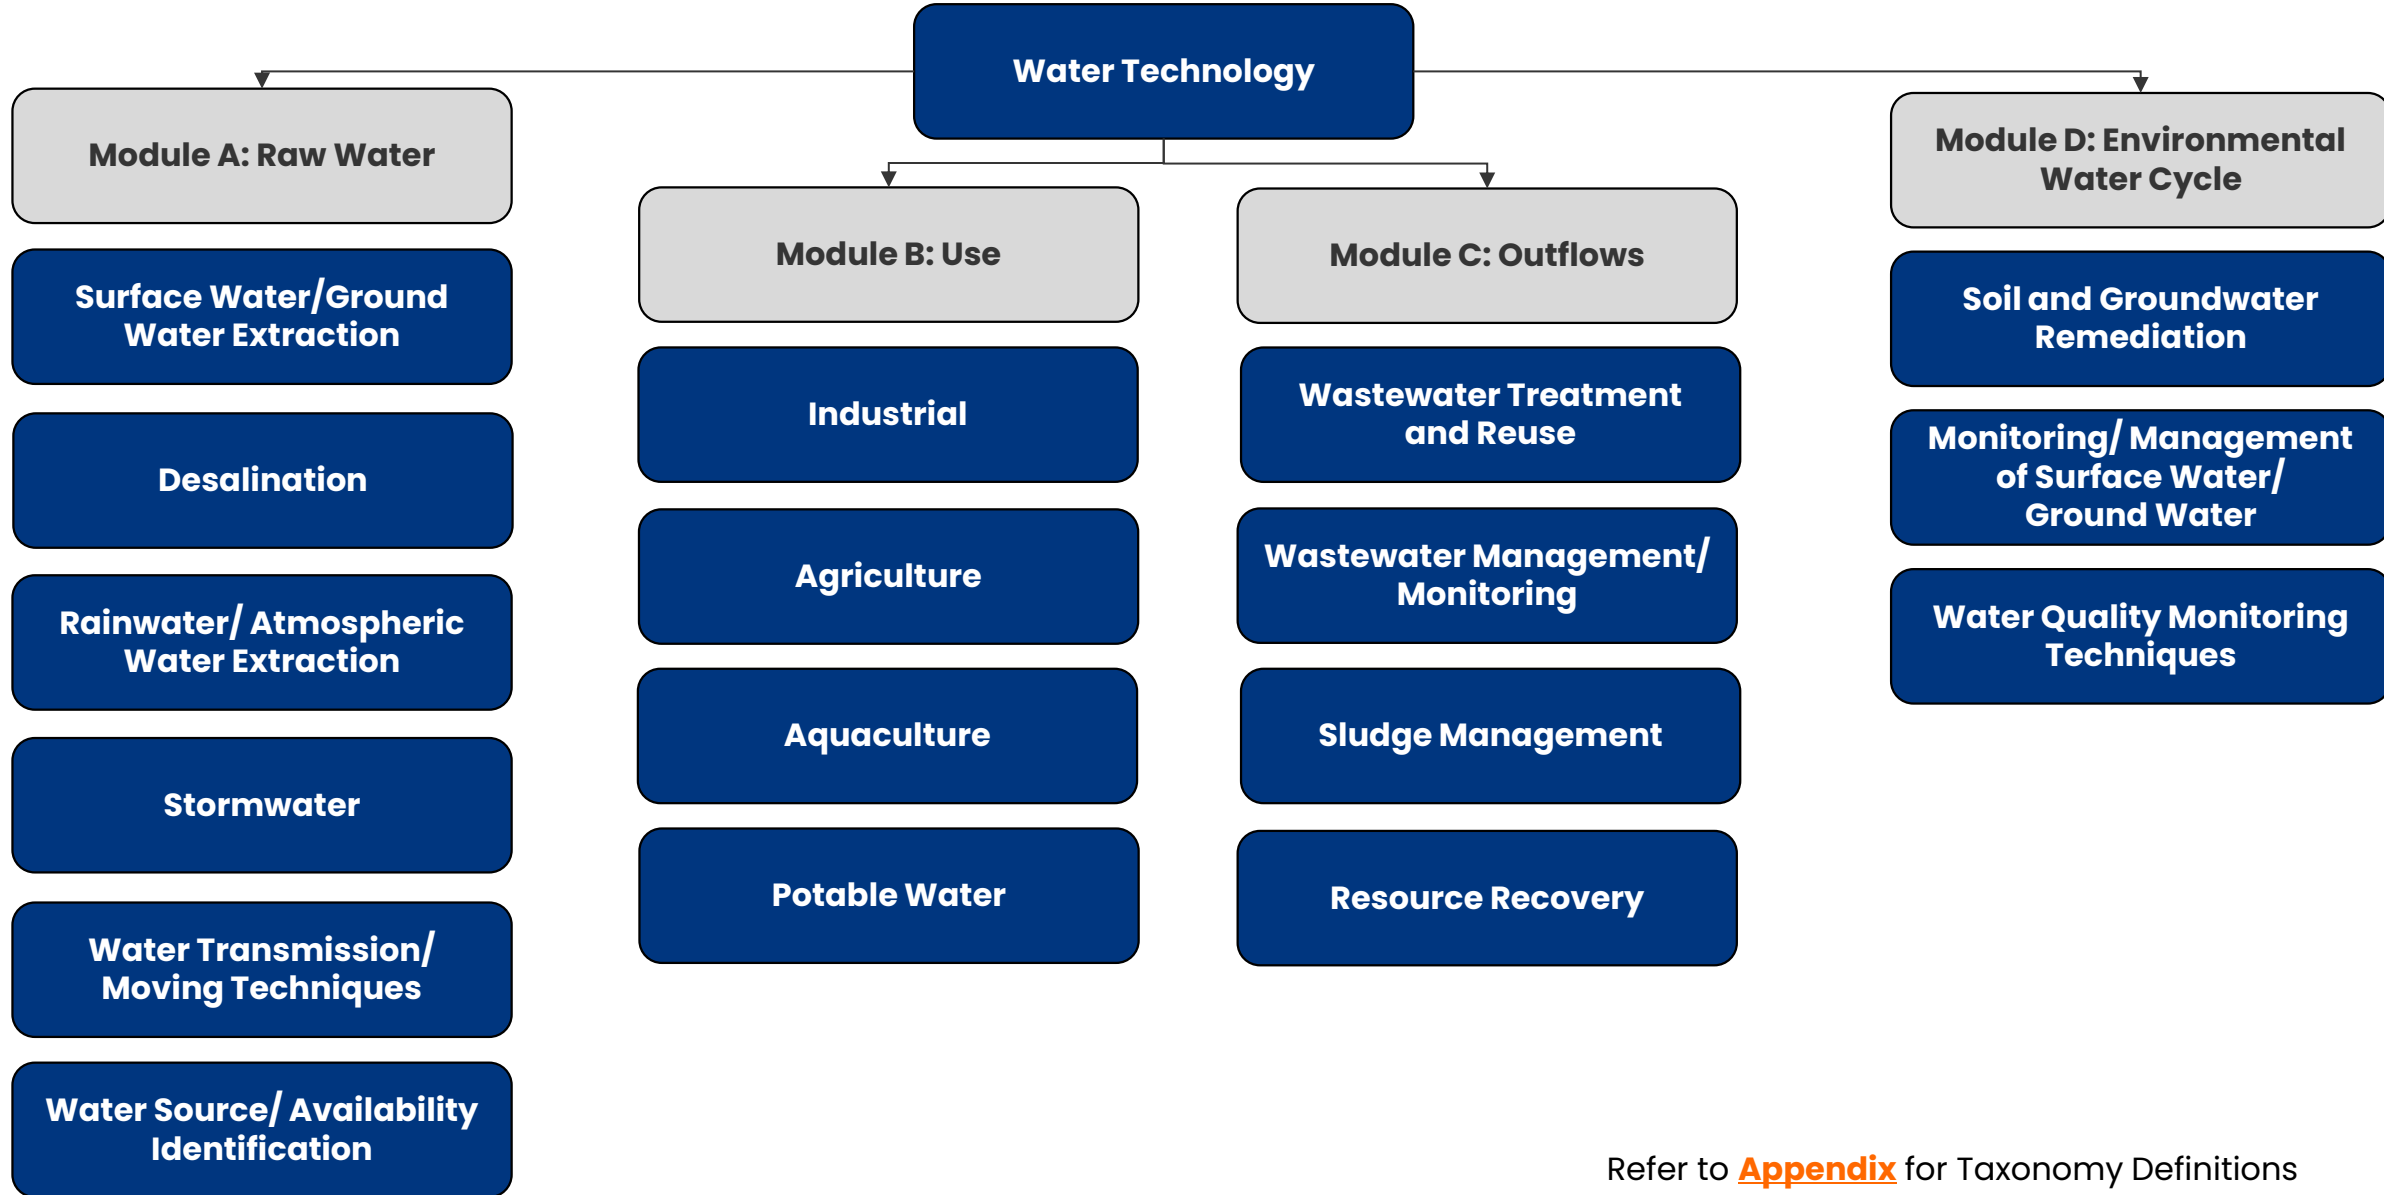 Water Technology
Module A: Raw Water
Surface Water/Ground
Water Extraction
Desalination
Rainwater/ Atmospheric
Water Extraction
Stormwater
Water Transmission/
Moving Techniques
Water Source/ Availability
Identification
Module B: Use
Industrial
Agriculture
Aquaculture
Potable Water
Module C: Outflows
Wastewater Treatment
and Reuse
Wastewater Management/
Monitoring
Sludge Management
Resource Recovery
Module D: Environmental
Water Cycle
Soil and Groundwater
Remediation
Monitoring/ Management
of Surface Water/
Ground Water
Water Quality Monitoring
Techniques
Refer to Appendix for Taxonomy Definitions